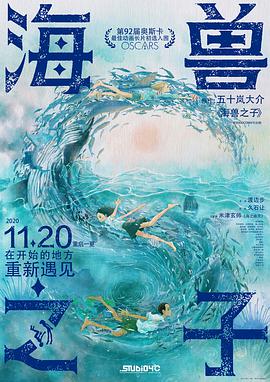 海兽之子
第92届奥斯卡
最佳动画长片初选入围
OSCARS
五十岚大介
《海兽之子》
渡边步
久石让
米津玄师
2020
11.20
重启一夏
在开始的地方
重新遇见
STUDIO4℃